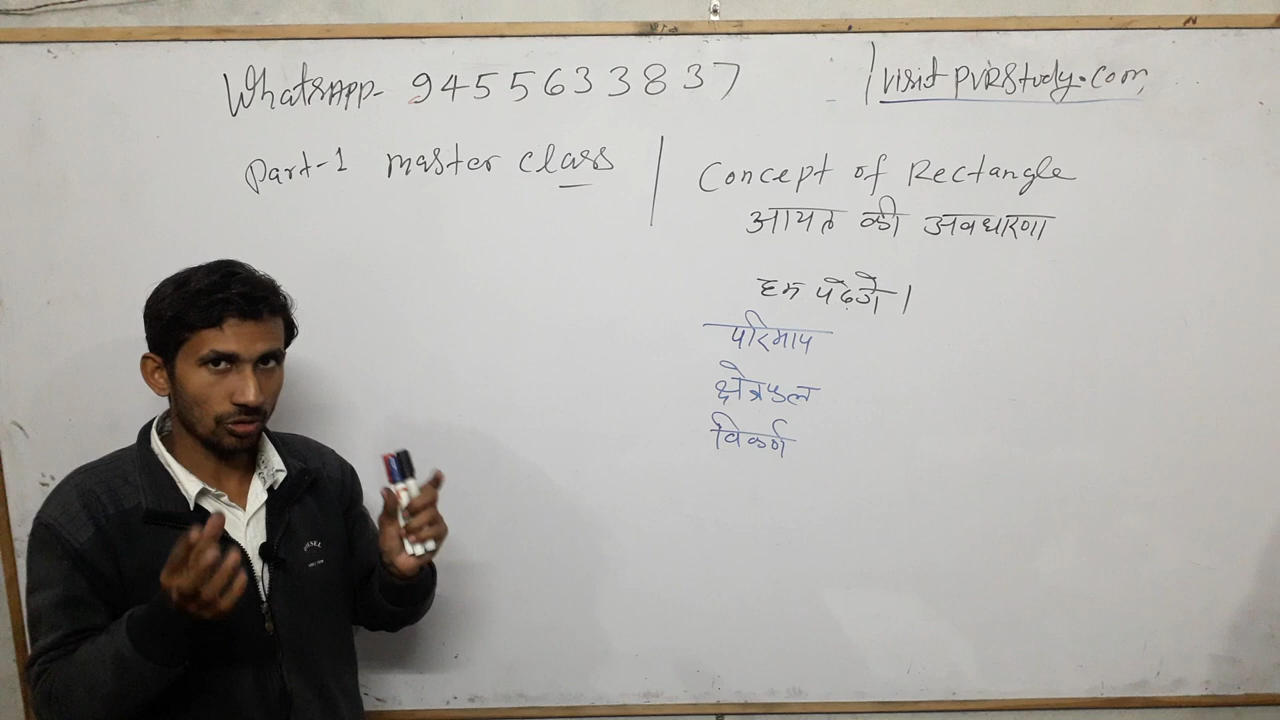 WhatsAPP- 9455633837 | visit PVRStudy.com
Part-1 master class | Concept of Rectangle
आयत की अवधारणा
हम पढ़ेंगे।
परिमाप
क्षेत्रफल
विकर्ण
DIESEL